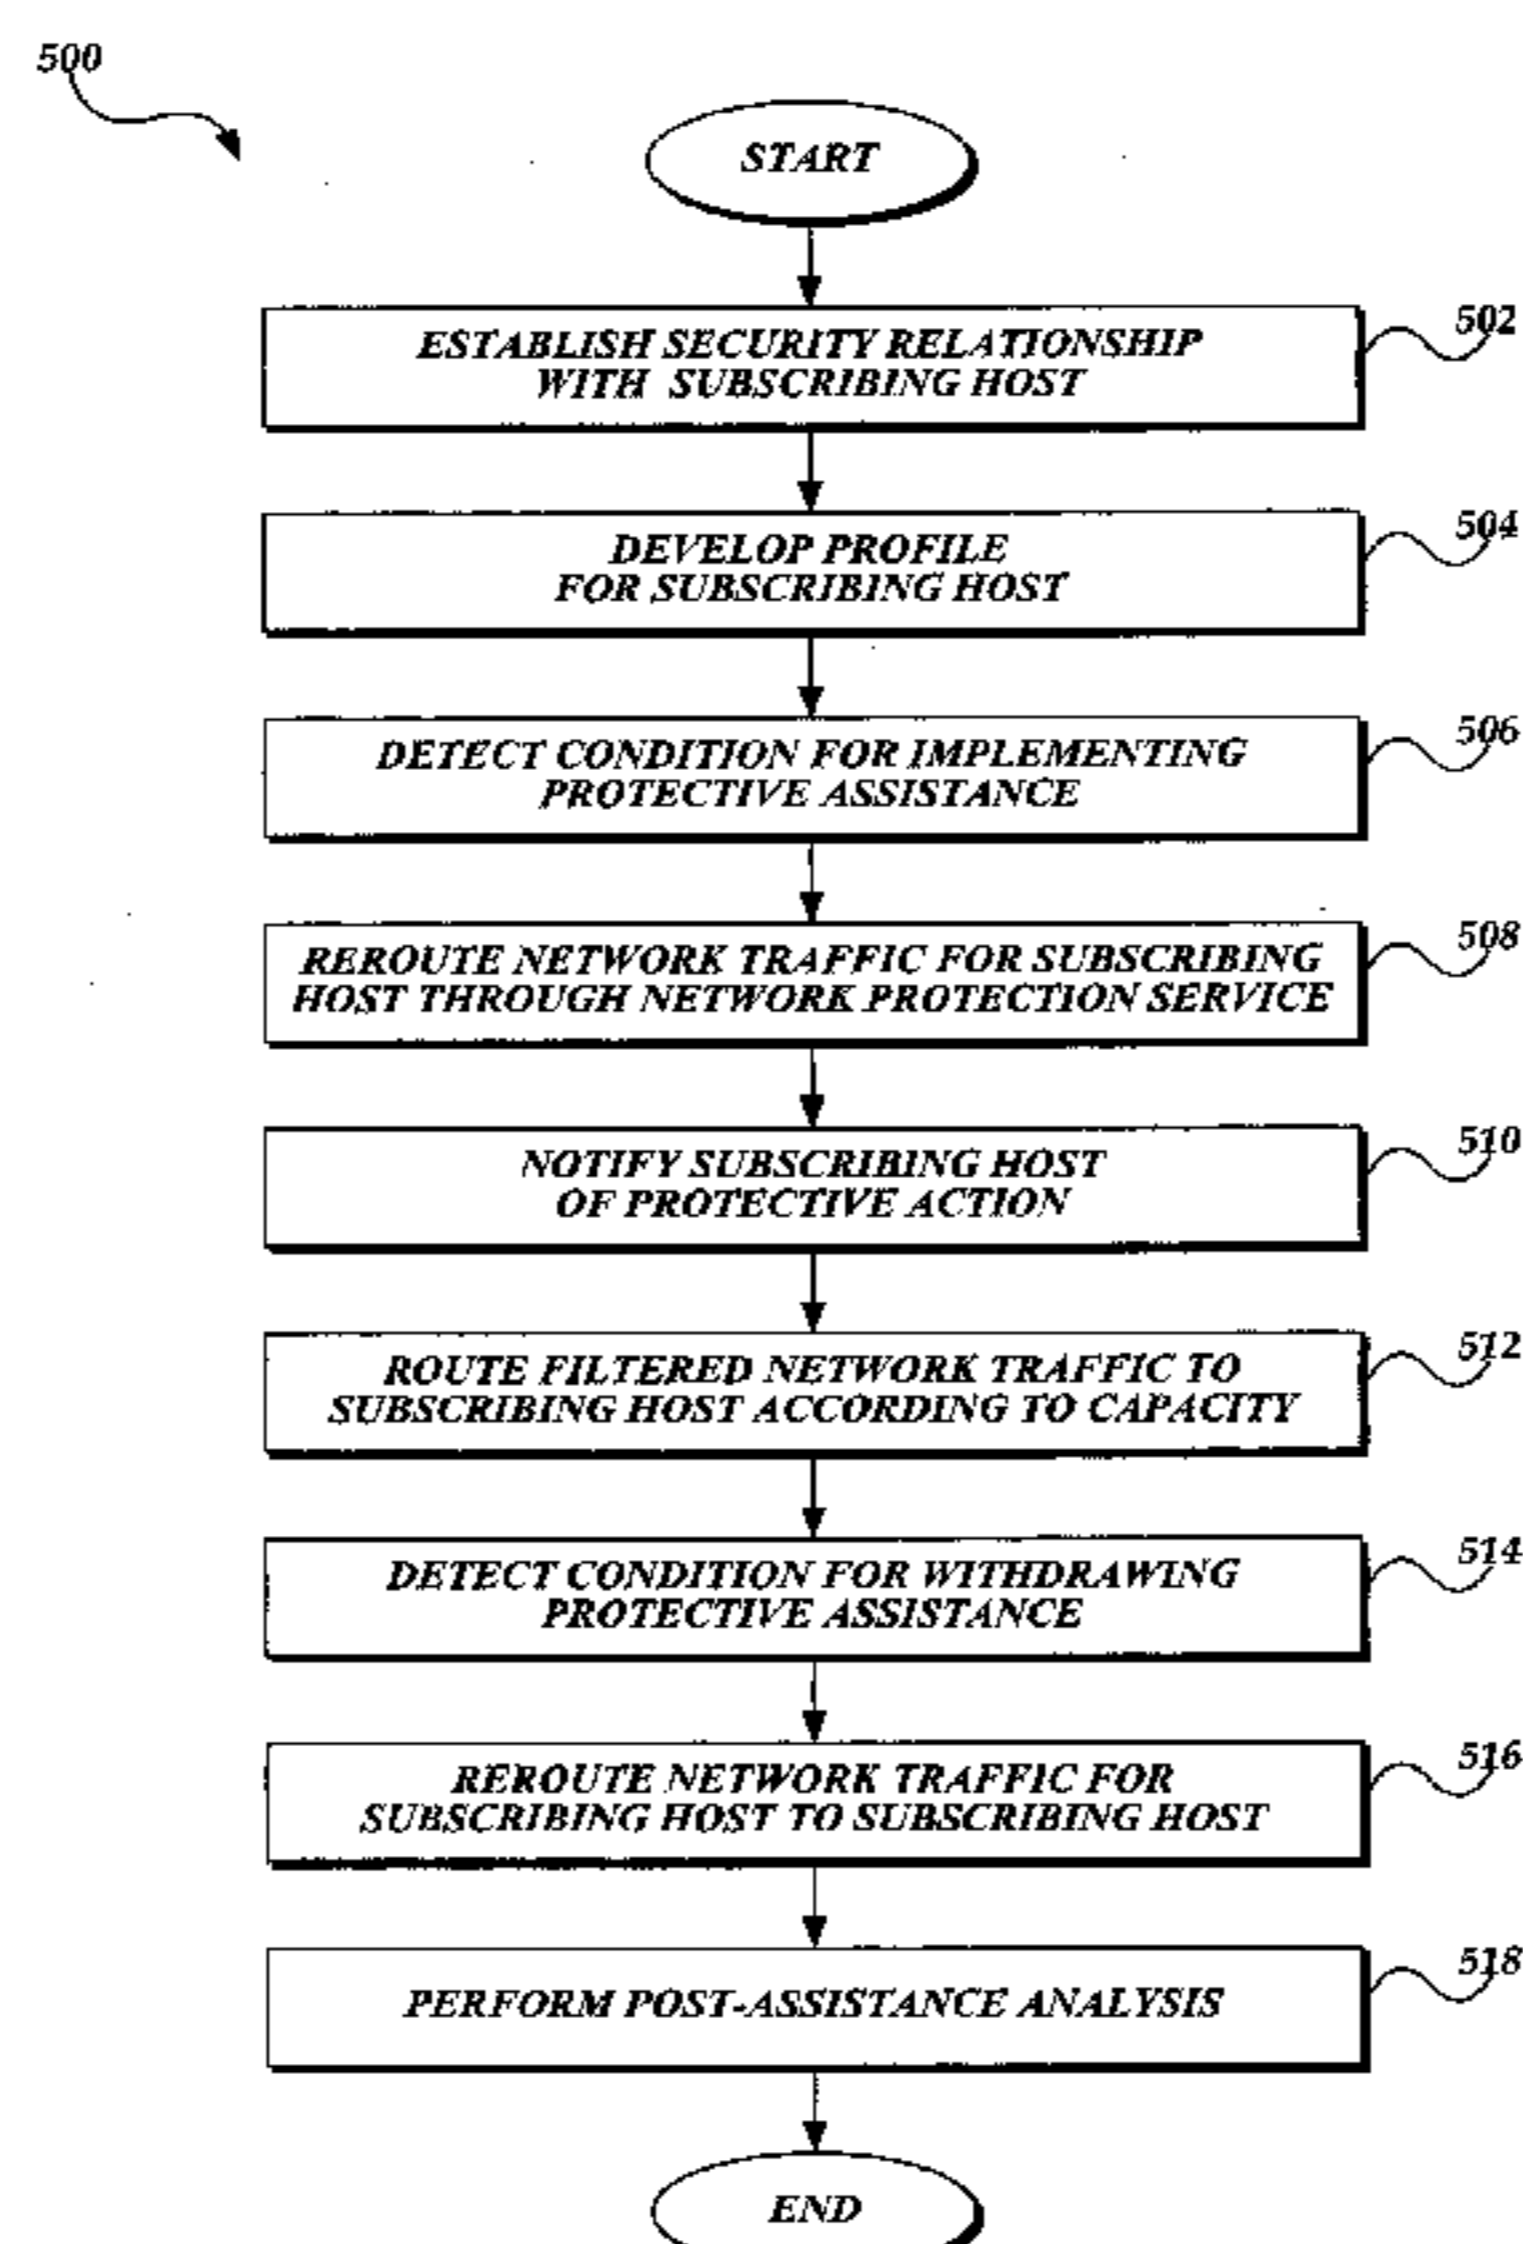 500
START
ESTABLISH SECURITY RELATIONSHIP
WITH SUBSCRIBING HOST
502
DEVELOP PROFILE
FOR SUBSCRIBING HOST
504
DETECT CONDITION FOR IMPLEMENTING
PROTECTIVE ASSISTANCE
506
REROUTE NETWORK TRAFFIC FOR SUBSCRIBING
HOST THROUGH NETWORK PROTECTION SERVICE
508
NOTIFY SUBSCRIBING HOST
OF PROTECTIVE ACTION
510
ROUTE FILTERED NETWORK TRAFFIC TO
SUBSCRIBING HOST ACCORDING TO CAPACITY
512
DETECT CONDITION FOR WITHDRAWING
PROTECTIVE ASSISTANCE
514
REROUTE NETWORK TRAFFIC FOR
SUBSCRIBING HOST TO SUBSCRIBING HOST
516
PERFORM POST-ASSISTANCE ANALYSIS
518
END